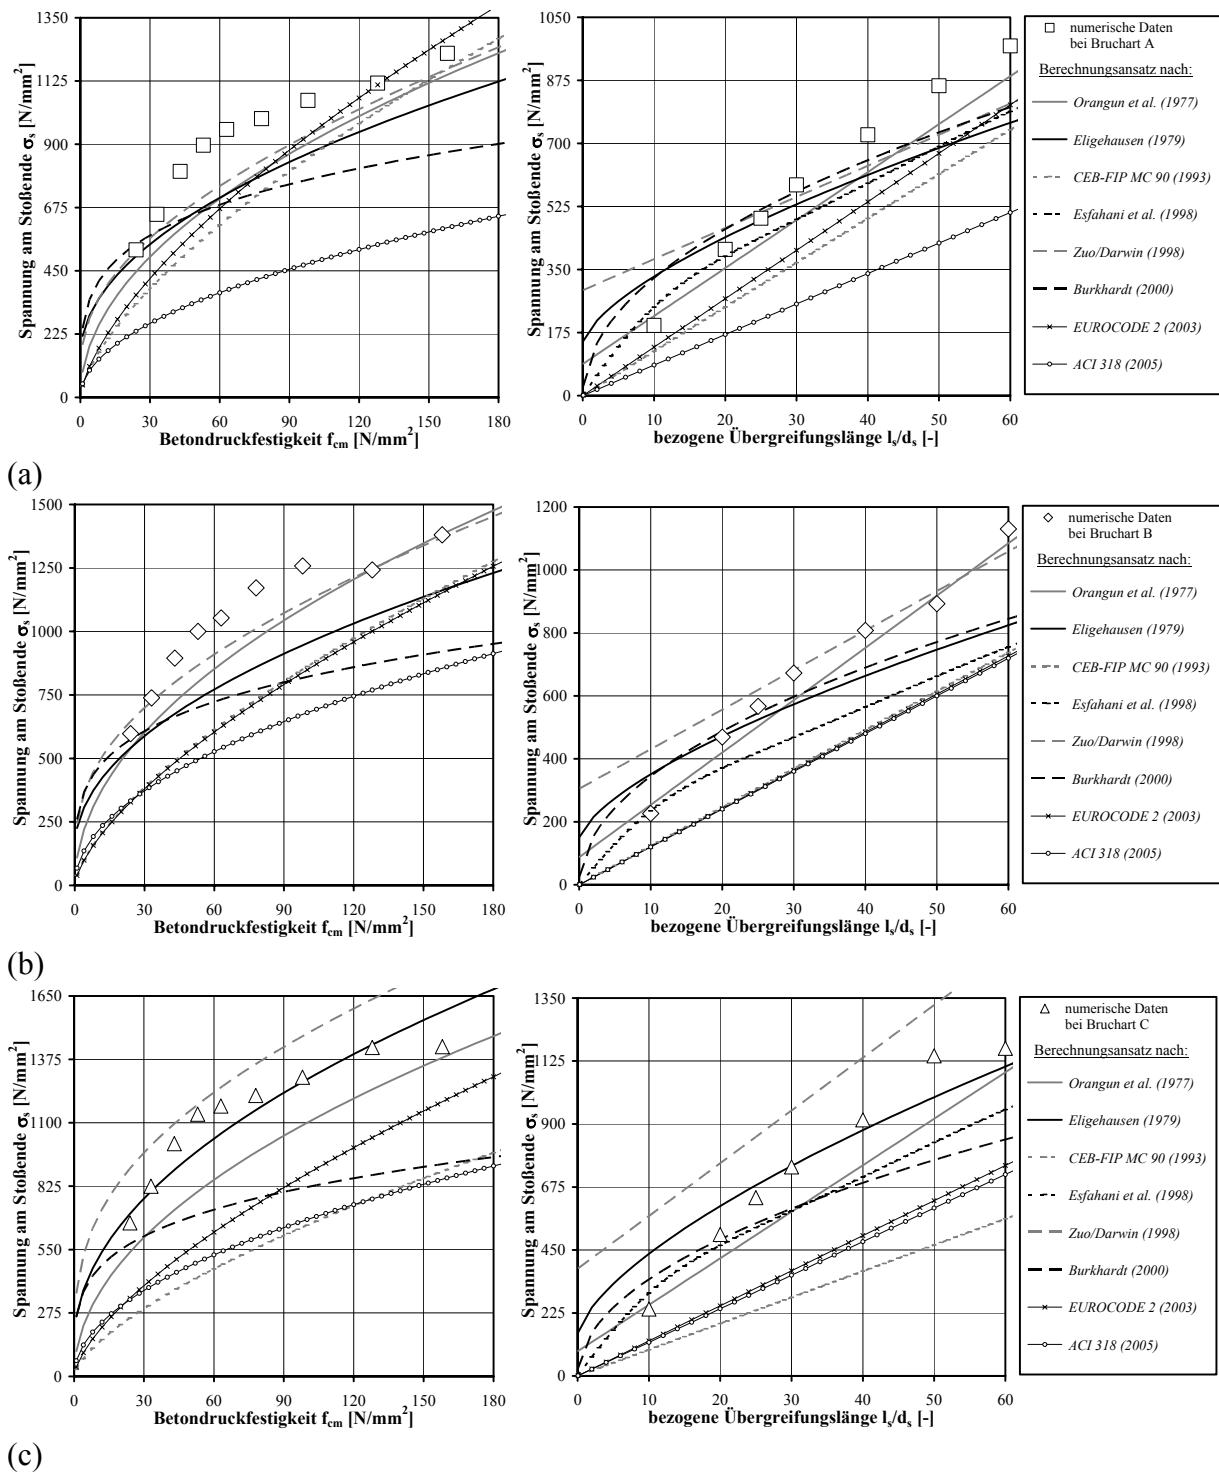 1350
1125
900
675
450
225
0
Spannung am Stoßende σs [N/mm²]
0 30 60 90 120 150 180
Betondruckfestigkeit fcm [N/mm²]
1050
875
700
525
350
175
0
Spannung am Stoßende σs [N/mm²]
0 10 20 30 40 50 60
bezogene Übergreifungslänge ls/ds [-]
numerische Daten
bei Bruchart A
Berechnungsansatz nach:
Orangun et al. (1977)
Eligehausen (1979)
CEB-FIP MC 90 (1993)
Esfahani et al. (1998)
Zuo/Darwin (1998)
Burkhardt (2000)
EUROCODE 2 (2003)
ACI 318 (2005)
(a)
1500
1250
1000
750
500
250
0
Spannung am Stoßende σs [N/mm²]
0 30 60 90 120 150 180
Betondruckfestigkeit fcm [N/mm²]
1200
1000
800
600
400
200
0
Spannung am Stoßende σs [N/mm²]
0 10 20 30 40 50 60
bezogene Übergreifungslänge ls/ds [-]
numerische Daten
bei Bruchart B
Berechnungsansatz nach:
Orangun et al. (1977)
Eligehausen (1979)
CEB-FIP MC 90 (1993)
Esfahani et al. (1998)
Zuo/Darwin (1998)
Burkhardt (2000)
EUROCODE 2 (2003)
ACI 318 (2005)
(b)
1650
1375
1100
825
550
275
0
Spannung am Stoßende σs [N/mm²]
0 30 60 90 120 150 180
Betondruckfestigkeit fcm [N/mm²]
1350
1125
900
675
450
225
0
Spannung am Stoßende σs [N/mm²]
0 10 20 30 40 50 60
bezogene Übergreifungslänge ls/ds [-]
numerische Daten
bei Bruchart C
Berechnungsansatz nach:
Orangun et al. (1977)
Eligehausen (1979)
CEB-FIP MC 90 (1993)
Esfahani et al. (1998)
Zuo/Darwin (1998)
Burkhardt (2000)
EUROCODE 2 (2003)
ACI 318 (2005)
(c)